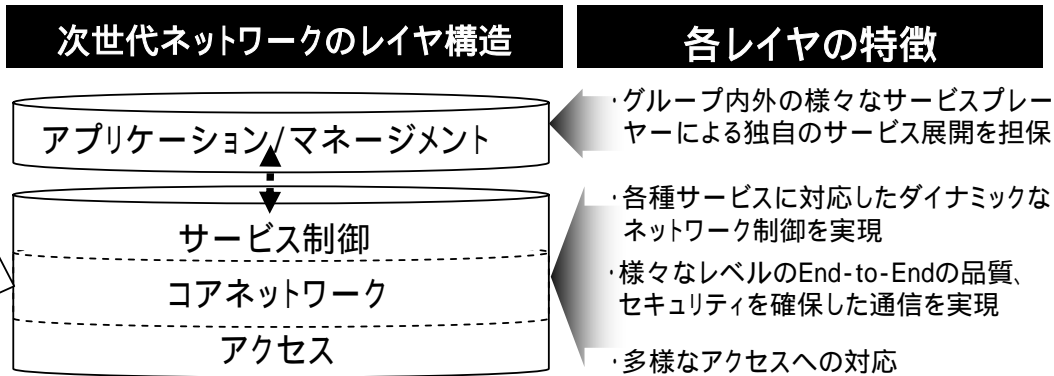 次世代ネットワークのレイヤ構造
アプリケーション/マネージメント
サービス制御
コアネットワーク
アクセス
各レイヤの特徴
・グループ内外の様々なサービスプレー
ヤーによる独自のサービス展開を担保
・各種サービスに対応したダイナミックな
ネットワーク制御を実現
・様々なレベルのEnd-to-Endの品質、
セキュリティを確保した通信を実現
・多様なアクセスへの対応